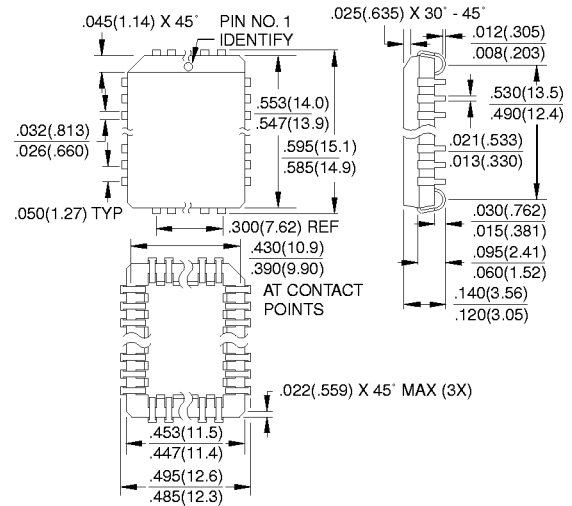 .045(1.14) X 45°
PIN NO. 1
IDENTIFY
.025(.635) X 30° - 45°
.012(.305)
.008(.203)
.553(14.0)
.547(13.9)
.530(13.5)
.490(12.4)
.032(.813)
.026(.660)
.595(15.1)
.585(14.9)
.021(.533)
.013(.330)
.050(1.27) TYP
.300(7.62) REF
.030(.762)
.015(.381)
.430(10.9)
.390(9.90)
AT CONTACT
POINTS
.095(2.41)
.060(1.52)
.140(3.56)
.120(3.05)
.022(.559) X 45° MAX (3X)
.453(11.5)
.447(11.4)
.495(12.6)
.485(12.3)